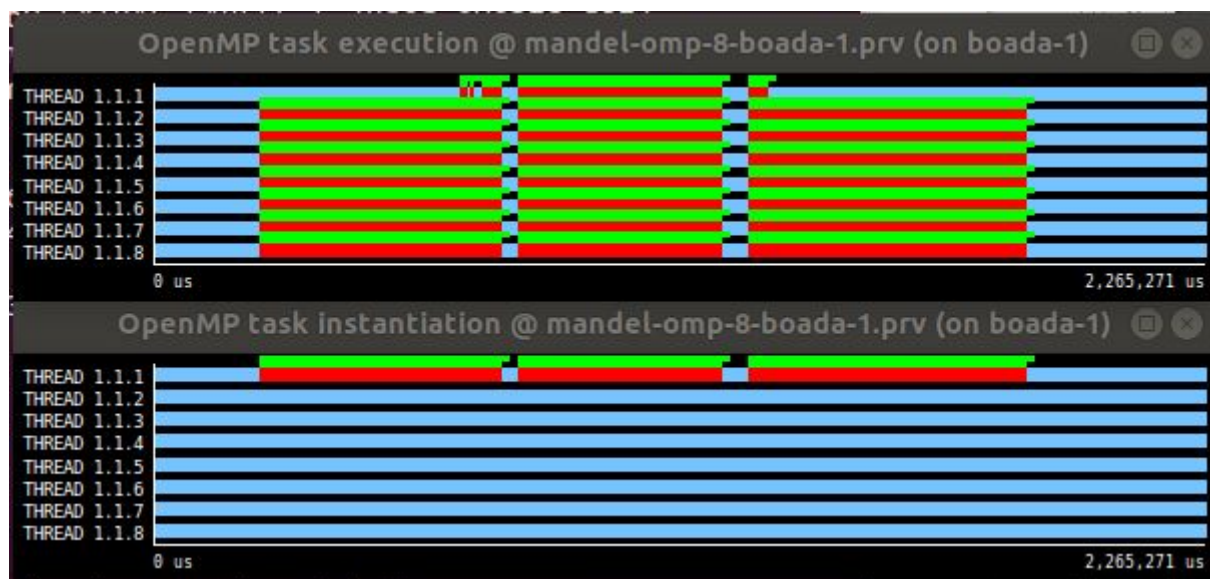 OpenMP task execution @ mandel-omp-8-boada-1.prv (on boada-1)
THREAD 1.1.1
THREAD 1.1.2
THREAD 1.1.3
THREAD 1.1.4
THREAD 1.1.5
THREAD 1.1.6
THREAD 1.1.7
THREAD 1.1.8
0 us 2,265,271 us
OpenMP task instantiation @ mandel-omp-8-boada-1.prv (on boada-1)
THREAD 1.1.1
THREAD 1.1.2
THREAD 1.1.3
THREAD 1.1.4
THREAD 1.1.5
THREAD 1.1.6
THREAD 1.1.7
THREAD 1.1.8
0 us 2,265,271 us